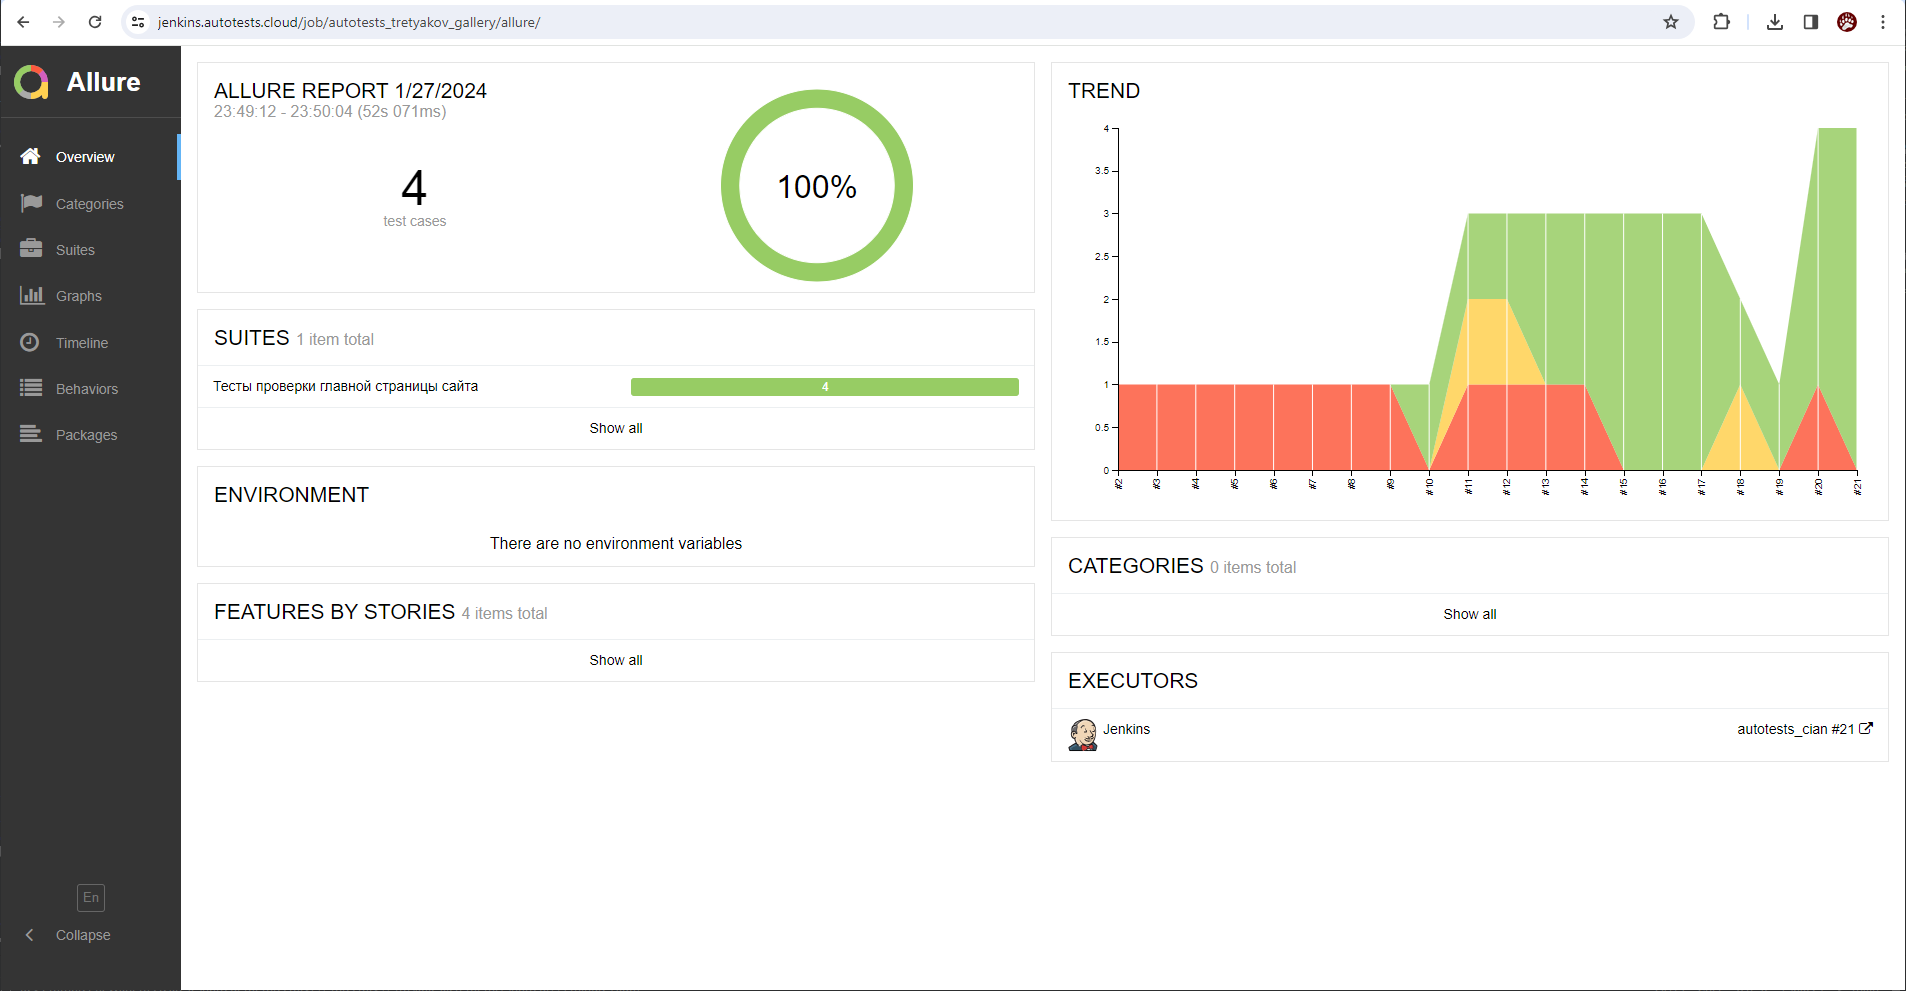 jenkins.autotests.cloud/job/autotests_tretyakov_gallery/allure/
Allure
Overview
Categories
Suites
Graphs
Timeline
Behaviors
Packages
En
Collapse
ALLURE REPORT 1/27/2024
23:49:12 - 23:50:04 (52s 071ms)
4
test cases
100%
SUITES 1 item total
Тесты проверки главной страницы сайта 4
Show all
ENVIRONMENT
There are no environment variables
FEATURES BY STORIES 4 items total
Show all
TREND
4
3.5
3
2.5
2
1.5
1
0.5
0
#2 #3 #4 #5 #6 #7 #8 #9 #10 #11 #12 #13 #14 #15 #16 #17 #18 #19 #20 #21
CATEGORIES 0 items total
Show all
EXECUTORS
Jenkins autotests_cian #21